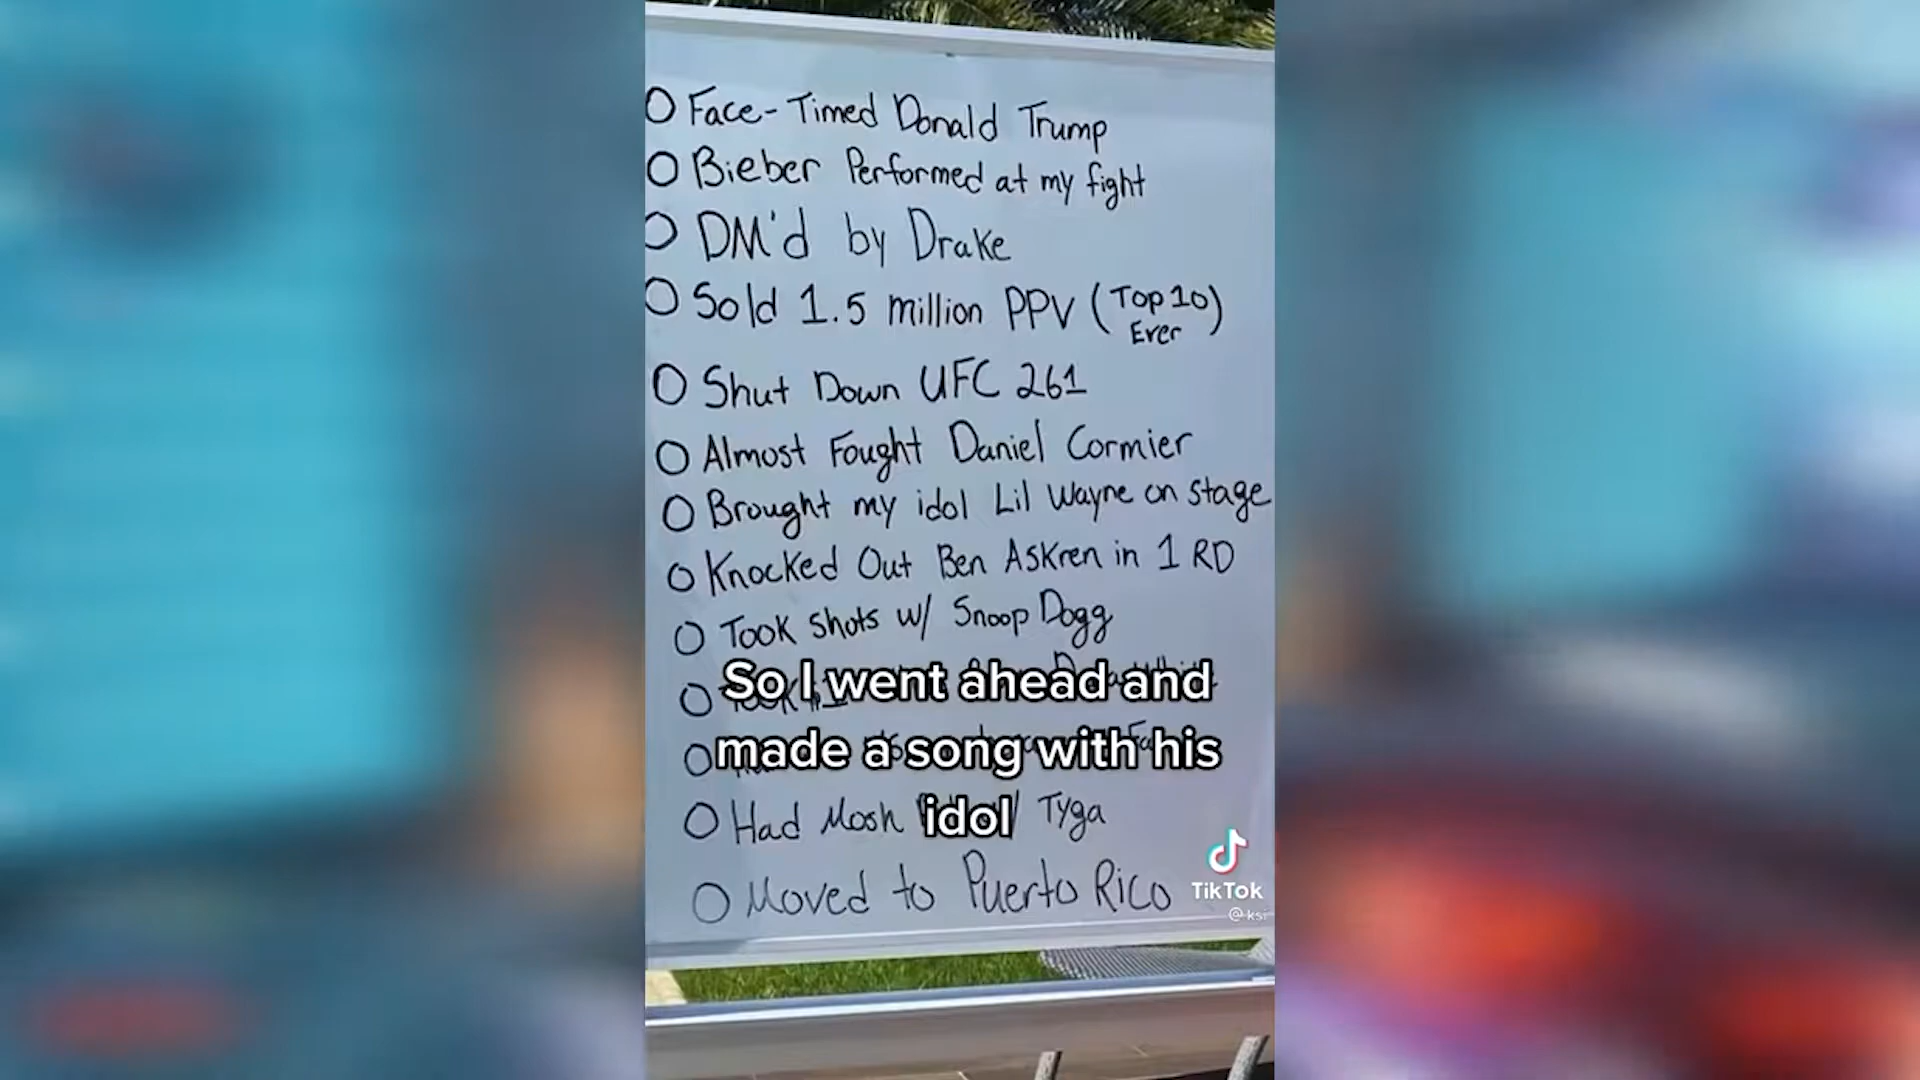 O Face-Timed Donald Trump
O Bieber Performed at my fight
O DM'd by Drake
O Sold 1.5 million PPV (Top 10 Ever)
O Shut Down UFC 261
O Almost Fought Daniel Cormier
O Brought my idol Lil Wayne on stage
O Knocked Out Ben Askren in 1 RD
O Took Shots w/ Snoop Dogg
So I went ahead and
made a song with his
idol
O Had Mosh Tyga
O Moved to Puerto Rico
TikTok
@ksi